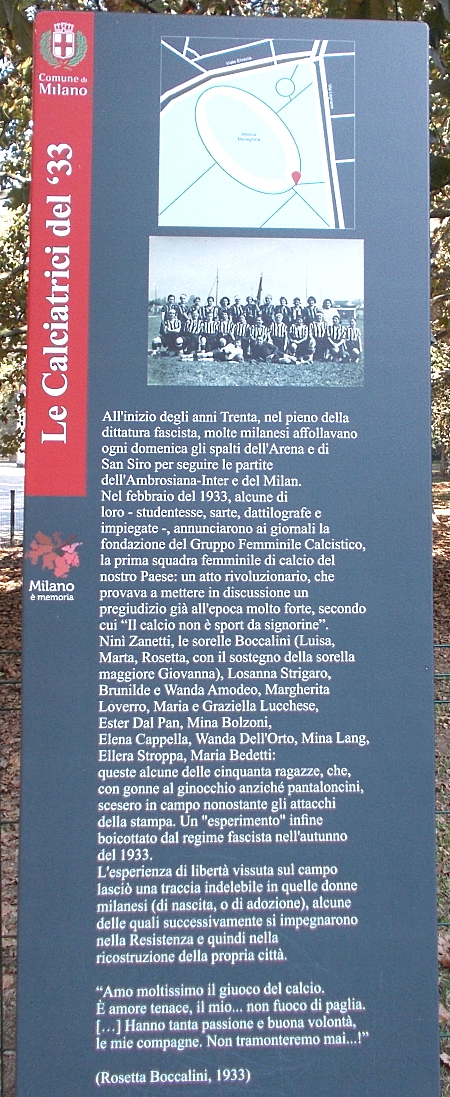 Comune di
Milano
Le Calciatrici del ‘33
Milano
è memoria
Viale Elvezia
Arena
All'inizio degli anni Trenta, nel pieno della
dittatura fascista, molte milanesi affollavano
ogni domenica gli spalti dell'Arena e di
San Siro per seguire le partite
dell'Ambrosiana-Inter e del Milan.
Nel febbraio del 1933, alcune di
loro - studentesse, sarte, dattilografe e
impiegate -, annunciarono ai giornali la
fondazione del Gruppo Femminile Calcistico,
la prima squadra femminile di calcio del
nostro Paese: un atto rivoluzionario, che
provava a mettere in discussione un
pregiudizio già all'epoca molto forte, secondo
cui “Il calcio non è sport da signorine”.
Ninì Zanetti, le sorelle Boccalini (Luisa,
Marta, Rosetta, con il sostegno della sorella
maggiore Giovanna), Losanna Strigaro,
Brunilde e Wanda Amodeo, Margherita
Loverro, Maria e Graziella Lucchese,
Ester Dal Pan, Mina Bolzoni,
Elena Cappella, Wanda Dell'Orto, Mina Lang,
Ellera Stroppa, Maria Bedetti:
queste alcune delle cinquanta ragazze, che,
con gonne al ginocchio anziché pantaloncini,
scesero in campo nonostante gli attacchi
della stampa. Un "esperimento" infine
boicottato dal regime fascista nell'autunno
del 1933.
L'esperienza di libertà vissuta sul campo
lasciò una traccia indelebile in quelle donne
milanesi (di nascita, o di adozione), alcune
delle quali successivamente si impegnarono
nella Resistenza e quindi nella
ricostruzione della propria città.
“Amo moltissimo il giuoco del calcio.
È amore tenace, il mio... non fuoco di paglia.
[…] Hanno tanta passione e buona volontà,
le mie compagne. Non tramonteremo mai...!”
(Rosetta Boccalini, 1933)